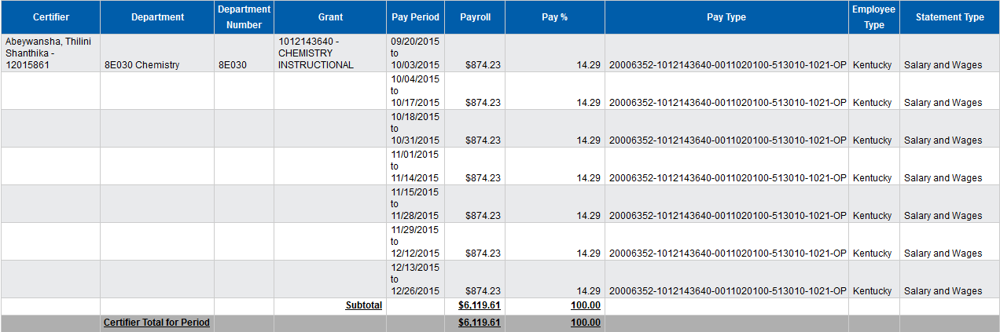 Certifier Department Department Number Grant Pay Period Payroll Pay % Pay Type Employee Type Statement Type
Abeywansha, Thilini 1012143640 - 09/20/2015
Shanthika - CHEMISTRY to
12015861 8E030 Chemistry 8E030 INSTRUCTIONAL 10/03/2015 $874.23 14.29 20006352-1012143640-0011020100-513010-1021-OP Kentucky Salary and Wages
10/04/2015
to
10/17/2015 $874.23 14.29 20006352-1012143640-0011020100-513010-1021-OP Kentucky Salary and Wages
10/18/2015
to
10/31/2015 $874.23 14.29 20006352-1012143640-0011020100-513010-1021-OP Kentucky Salary and Wages
11/01/2015
to
11/14/2015 $874.23 14.29 20006352-1012143640-0011020100-513010-1021-OP Kentucky Salary and Wages
11/15/2015
to
11/28/2015 $874.23 14.29 20006352-1012143640-0011020100-513010-1021-OP Kentucky Salary and Wages
11/29/2015
to
12/12/2015 $874.23 14.29 20006352-1012143640-0011020100-513010-1021-OP Kentucky Salary and Wages
12/13/2015
to
12/26/2015 $874.23 14.29 20006352-1012143640-0011020100-513010-1021-OP Kentucky Salary and Wages
Subtotal $6,119.61 100.00
Certifier Total for Period $6,119.61 100.00